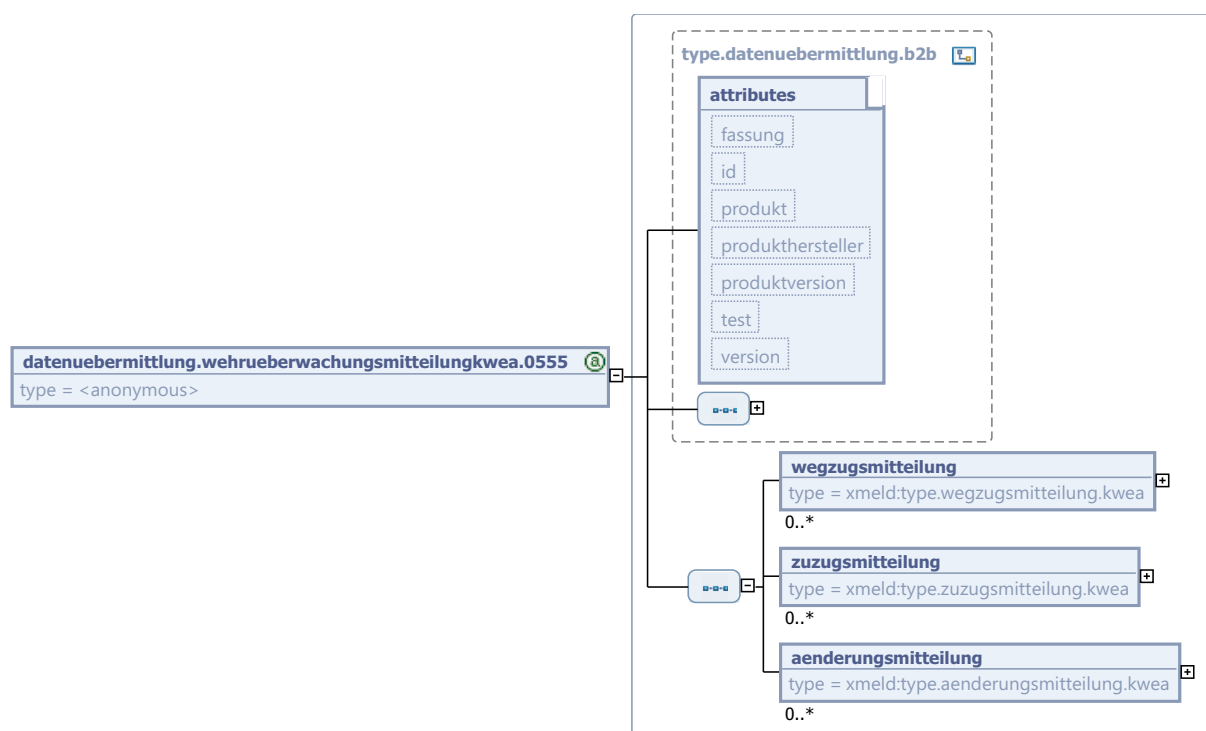 type.datenuebermittlung.b2b
attributes
fassung
id
produkt
produkthersteller
produktversion
test
version
datenuebermittlung.wehrueberwachungsmitteilungkwea.0555
type = <anonymous>
wegzugsmitteilung
type = xmeld:type.wegzugsmitteilung.kwea
0..*
zuzugsmitteilung
type = xmeld:type.zuzugsmitteilung.kwea
0..*
aenderungsmitteilung
type = xmeld:type.aenderungsmitteilung.kwea
0..*